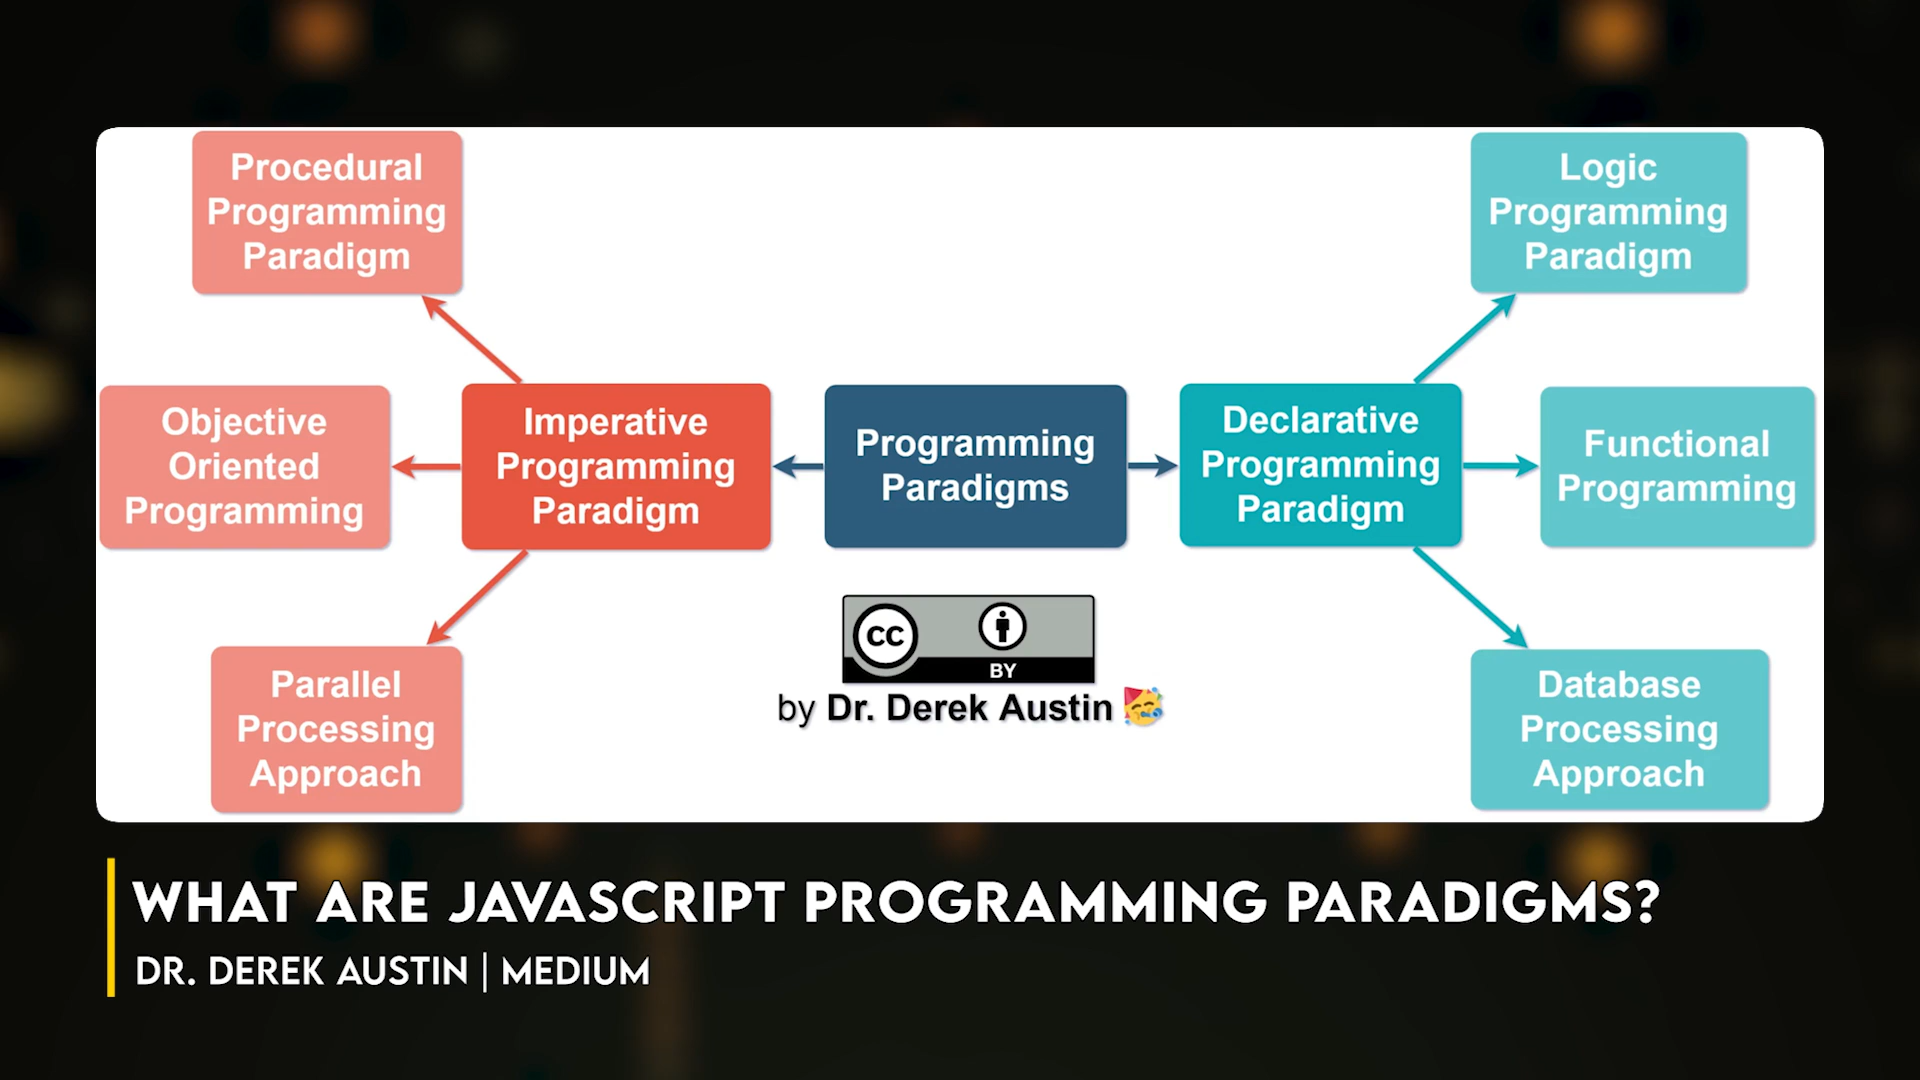 Procedural
Programming
Paradigm
Logic
Programming
Paradigm
Objective
Oriented
Programming
Imperative
Programming
Paradigm
Programming
Paradigms
Declarative
Programming
Paradigm
Functional
Programming
Parallel
Processing
Approach
CC
BY
by Dr. Derek Austin
Database
Processing
Approach
WHAT ARE JAVASCRIPT PROGRAMMING PARADIGMS?
DR. DEREK AUSTIN | MEDIUM